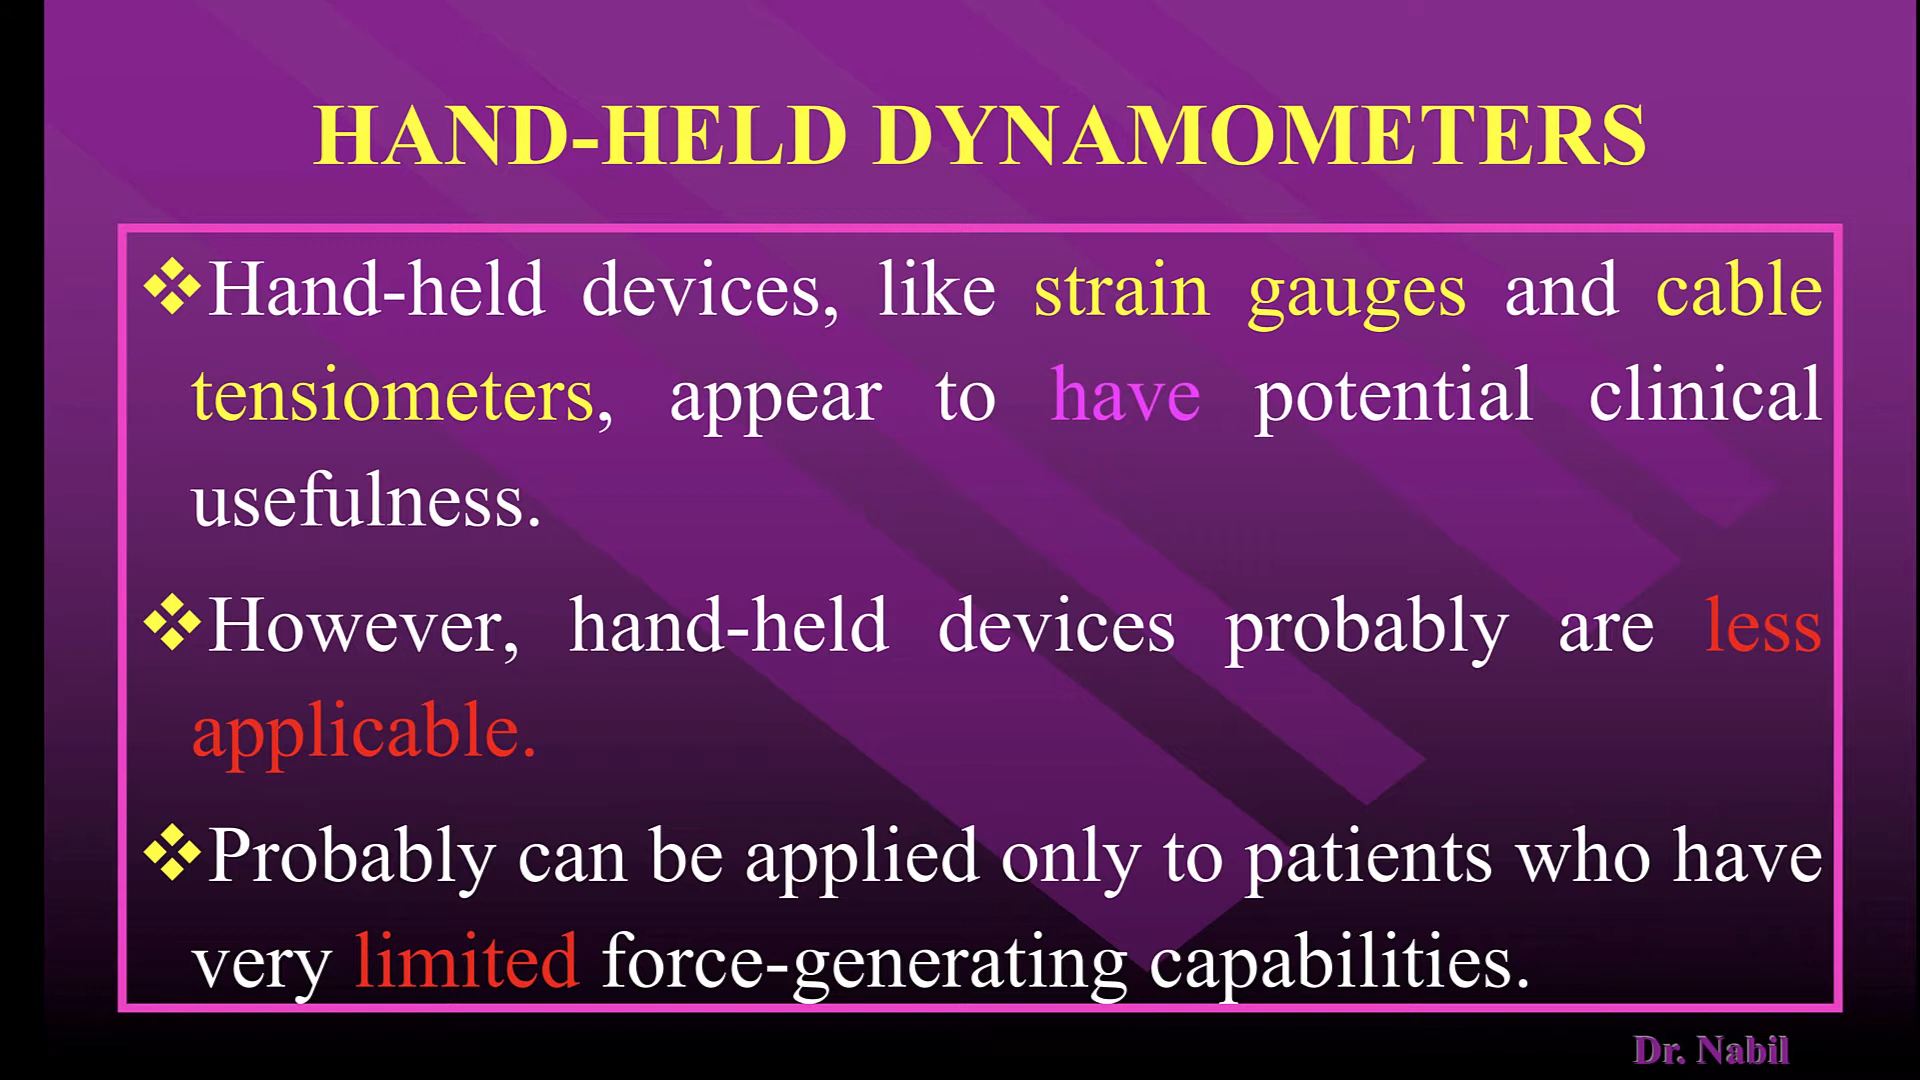 HAND-HELD DYNAMOMETERS
❖Hand-held devices, like strain gauges and cable
tensiometers, appear to have potential clinical
usefulness.
❖However, hand-held devices probably are less
applicable.
❖Probably can be applied only to patients who have
very limited force-generating capabilities.
Dr. Nabil